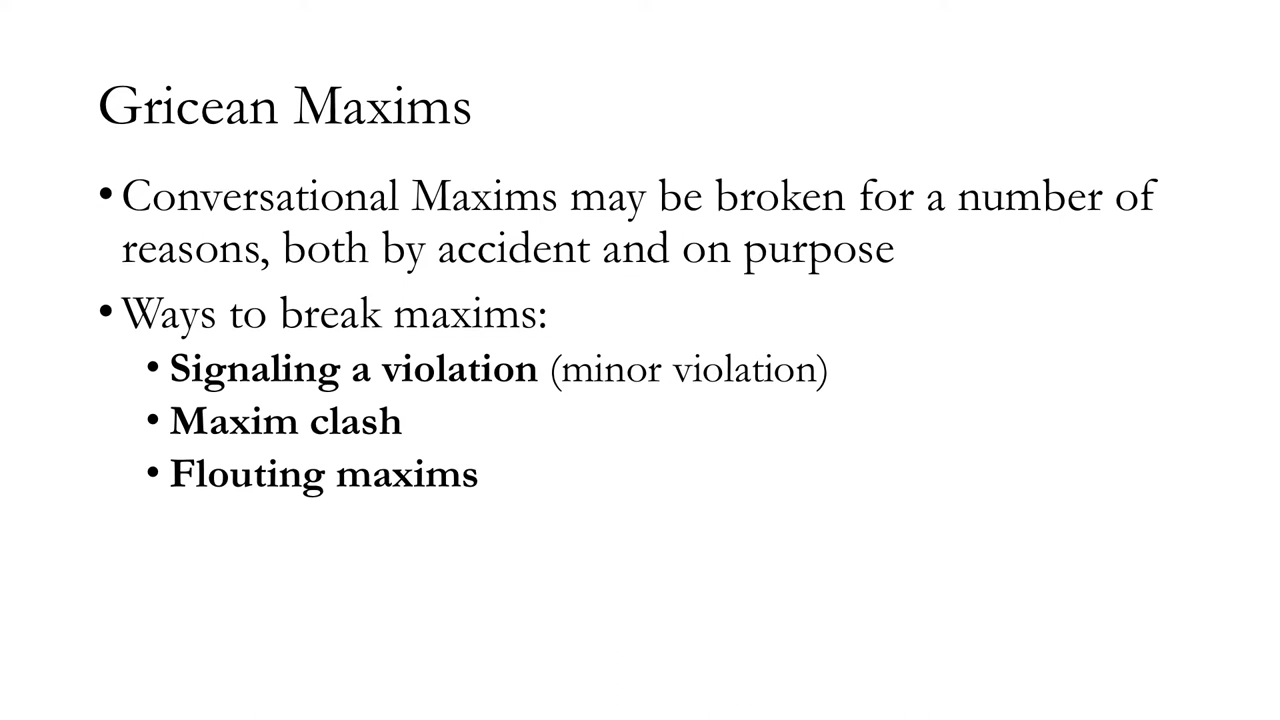 Gricean Maxims
• Conversational Maxims may be broken for a number of
reasons, both by accident and on purpose
• Ways to break maxims:
• Signaling a violation (minor violation)
• Maxim clash
• Flouting maxims